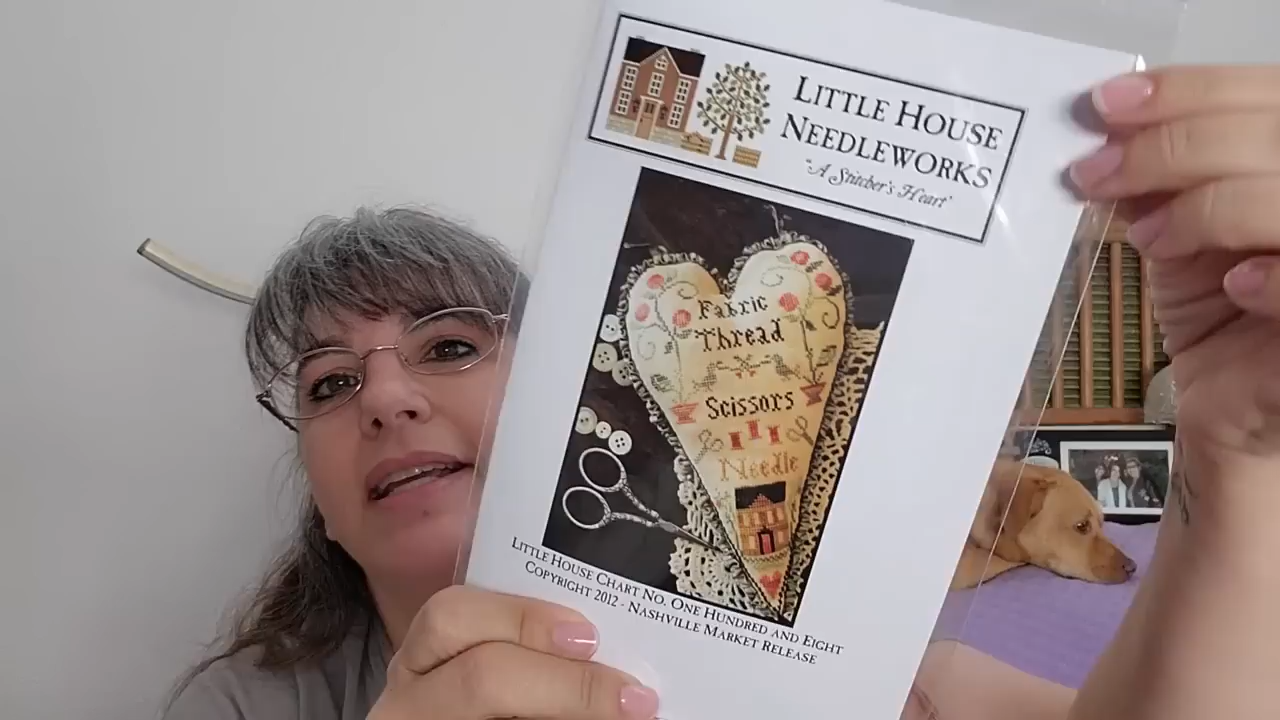 LITTLE HOUSE
NEEDLEWORKS
"A Stitcher's Heart"
Fabric
Thread
Scissors
Needle
LITTLE HOUSE CHART NO. ONE HUNDRED AND EIGHT
COPYRIGHT 2012 - NASHVILLE MARKET RELEASE